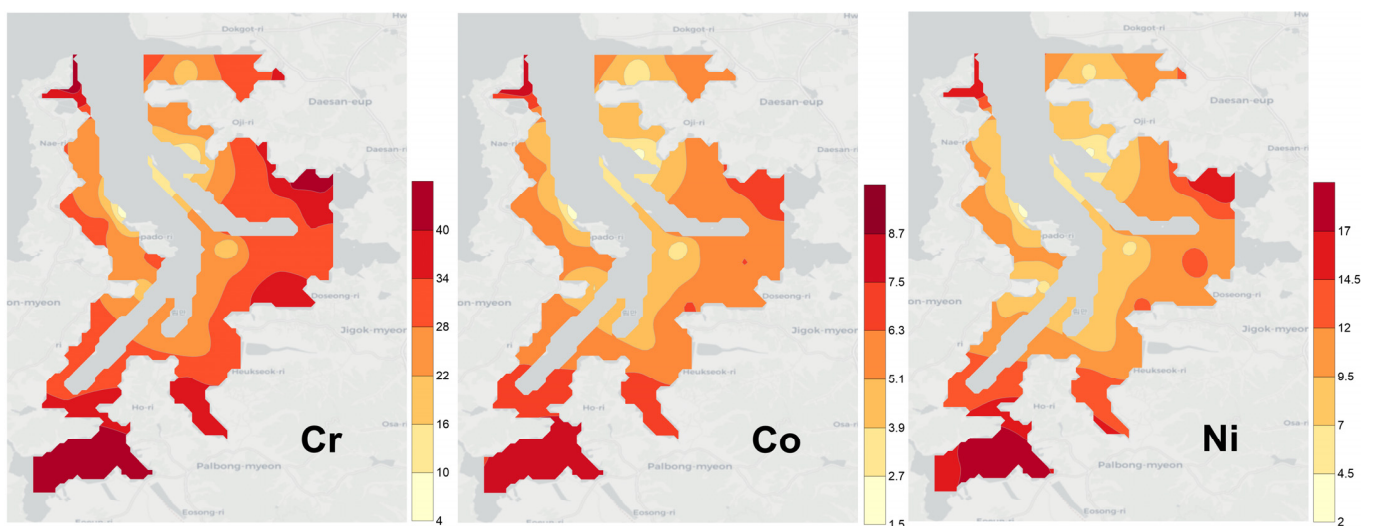 Hw
Dokgot-ri
Daesan-eup
Oji-ri
Nae-ri
Daesan-ri
pado-ri
on-myeon
Doseong-ri
Jigok-myeon
ri
Heukseok-ri
Ho-ri
Osa-ri
Cr
Palbong-myeon
Eosong-ri
40
34
28
22
16
10
4
Hw
Dokgot-ri
Daesan-eup
Oji-ri
Nae-ri
Daesan-ri
pado-ri
on-myeon
Doseong-ri
Jigok-myeon
ri
Heukseok-ri
Ho-ri
Osa-ri
Co
Palbong-myeon
Eosong-ri
8.7
7.5
6.3
5.1
3.9
2.7
1.5
Hw
Dokgot-ri
Daesan-eup
Oji-ri
Nae-ri
Daesan-ri
pado-ri
on-myeon
Doseong-ri
Jigok-myeon
ri
Heukseok-ri
Ho-ri
Osa-ri
Ni
Palbong-myeon
Eosong-ri
17
14.5
12
9.5
7
4.5
2